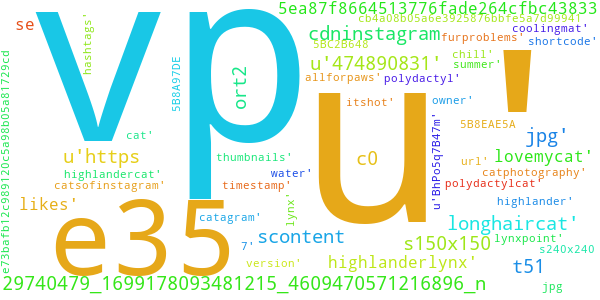 5ea87f8664513776fade264cfbc43833
cb4a08b05a6e3925876bbfe5a7d99941
se
vp
hashtags'
cdninstagram
furproblems'
coolingmat'
shortcode'
5BC2B648
u'474890831'
chill'
summer'
allforpaws'
polydactyl'
5B8A97DE
ort2
u'
itshot'
owner'
e73bafb12c989120c5a98b05a81729cd
cat'
5B8EAE5A
jpg'
u'BhPoSq7B47m'
u'https
thumbnails'
c0
url'
lovemycat'
highlandercat'
water'
catphotography'
catsofinstagram'
timestamp'
polydactylcat'
likes'
e35
catagram'
lynx'
highlander'
longhaircat'
7'
scontent
s150x150
lynxpoint'
s240x240
version'
highlanderlynx'
t51
29740479_1699178093481215_4609470571216896_n
jpg